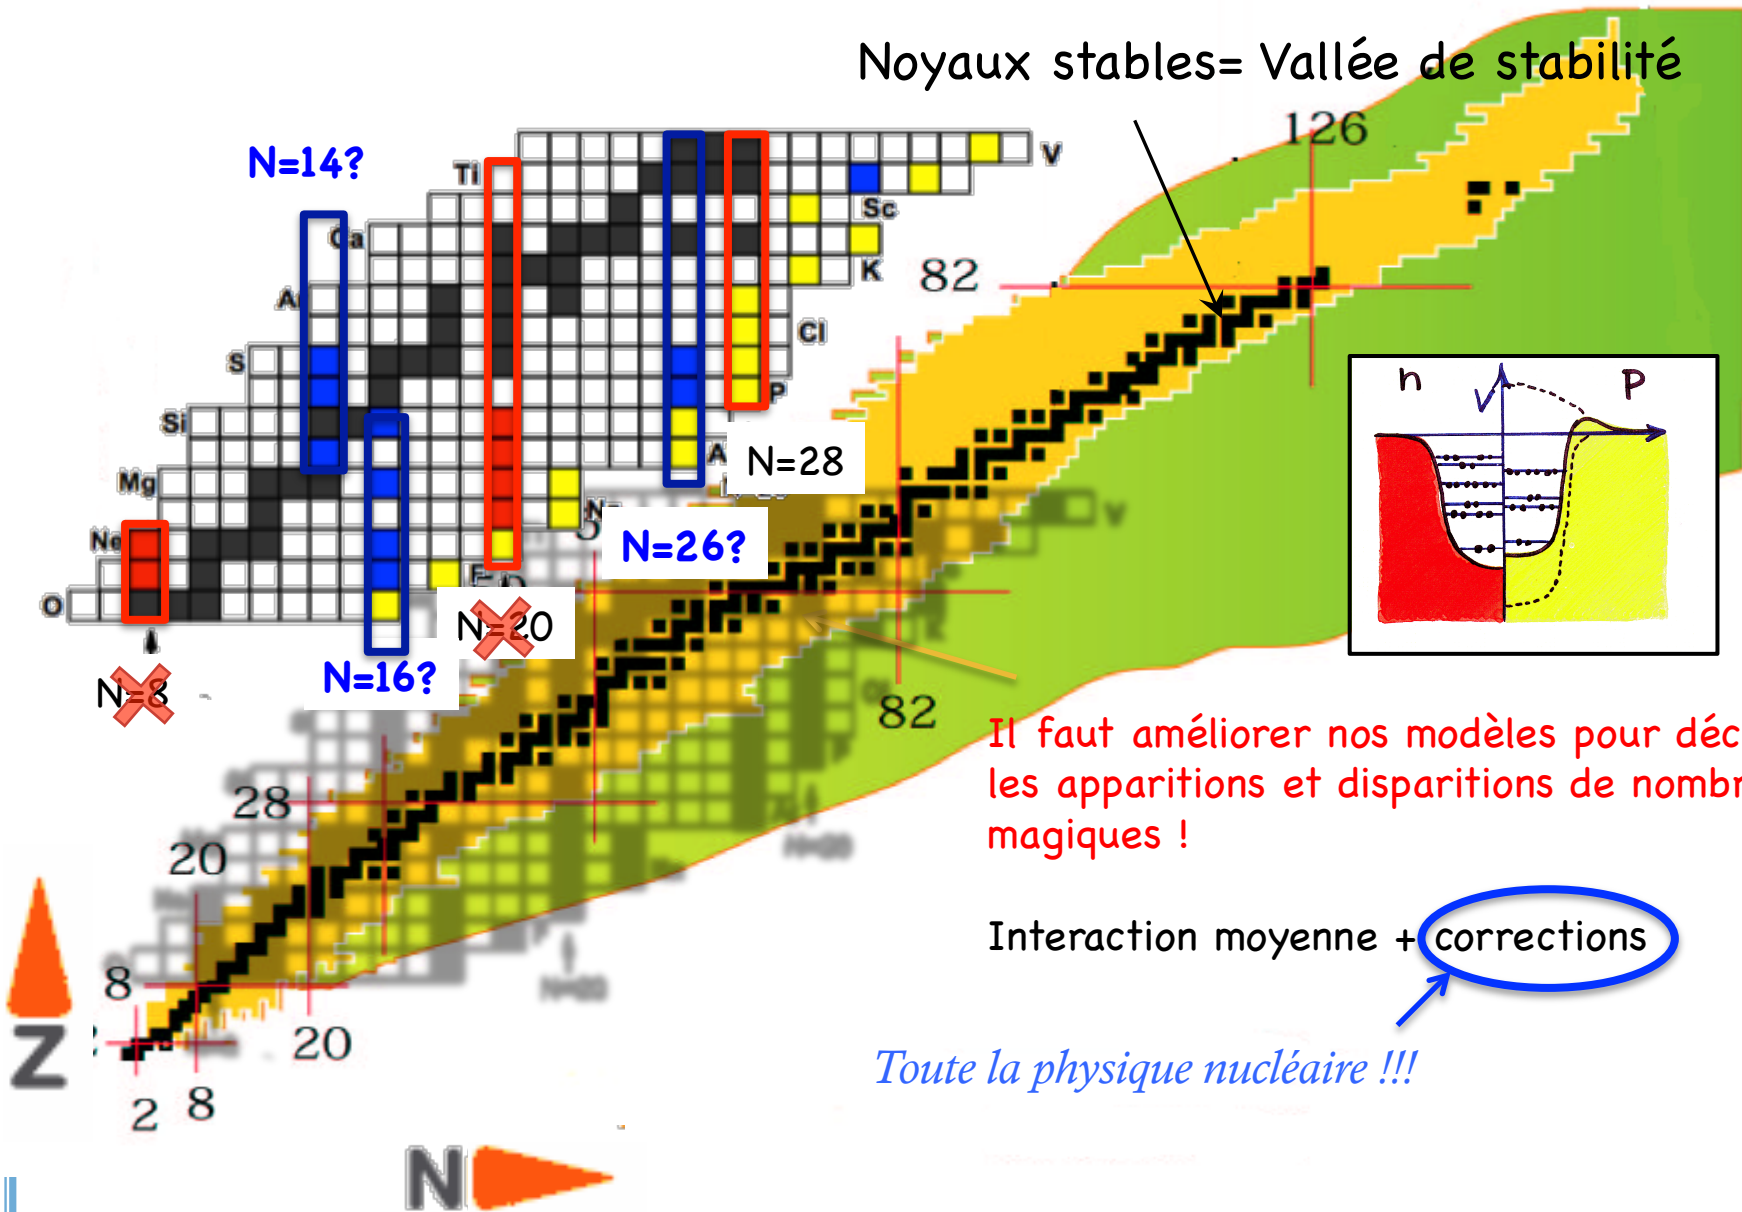 Noyaux stables= Vallée de stabilité
126
N=14?
Ti
V
Sc
Ca
K
82
A
Cl
S
P
n
V
P
Si
A
N=28
Mg
Na
V
Ne
N=26?
F
O
N=20
N=8
N=16?
82
Il faut améliorer nos modèles pour déc
les apparitions et disparitions de nombr
magiques !
28
20
Interaction moyenne + corrections
8
Z
20
Toute la physique nucléaire !!!
2
8
N